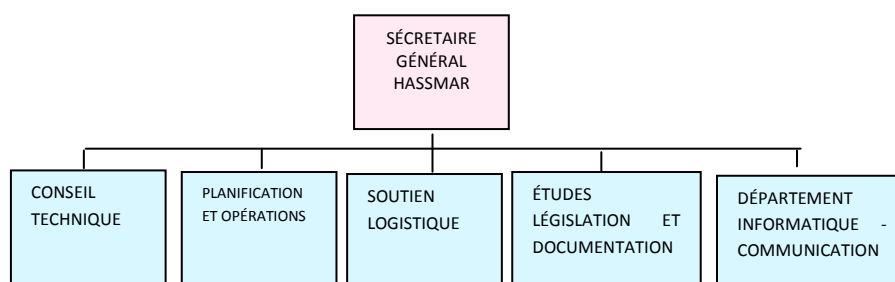 SÉCRETAIRE
GÉNÉRAL
HASSMAR
CONSEIL
TECHNIQUE
PLANIFICATION
ET OPÉRATIONS
SOUTIEN
LOGISTIQUE
ÉTUDES
LÉGISLATION ET
DOCUMENTATION
DÉPARTEMENT
INFORMATIQUE -
COMMUNICATION